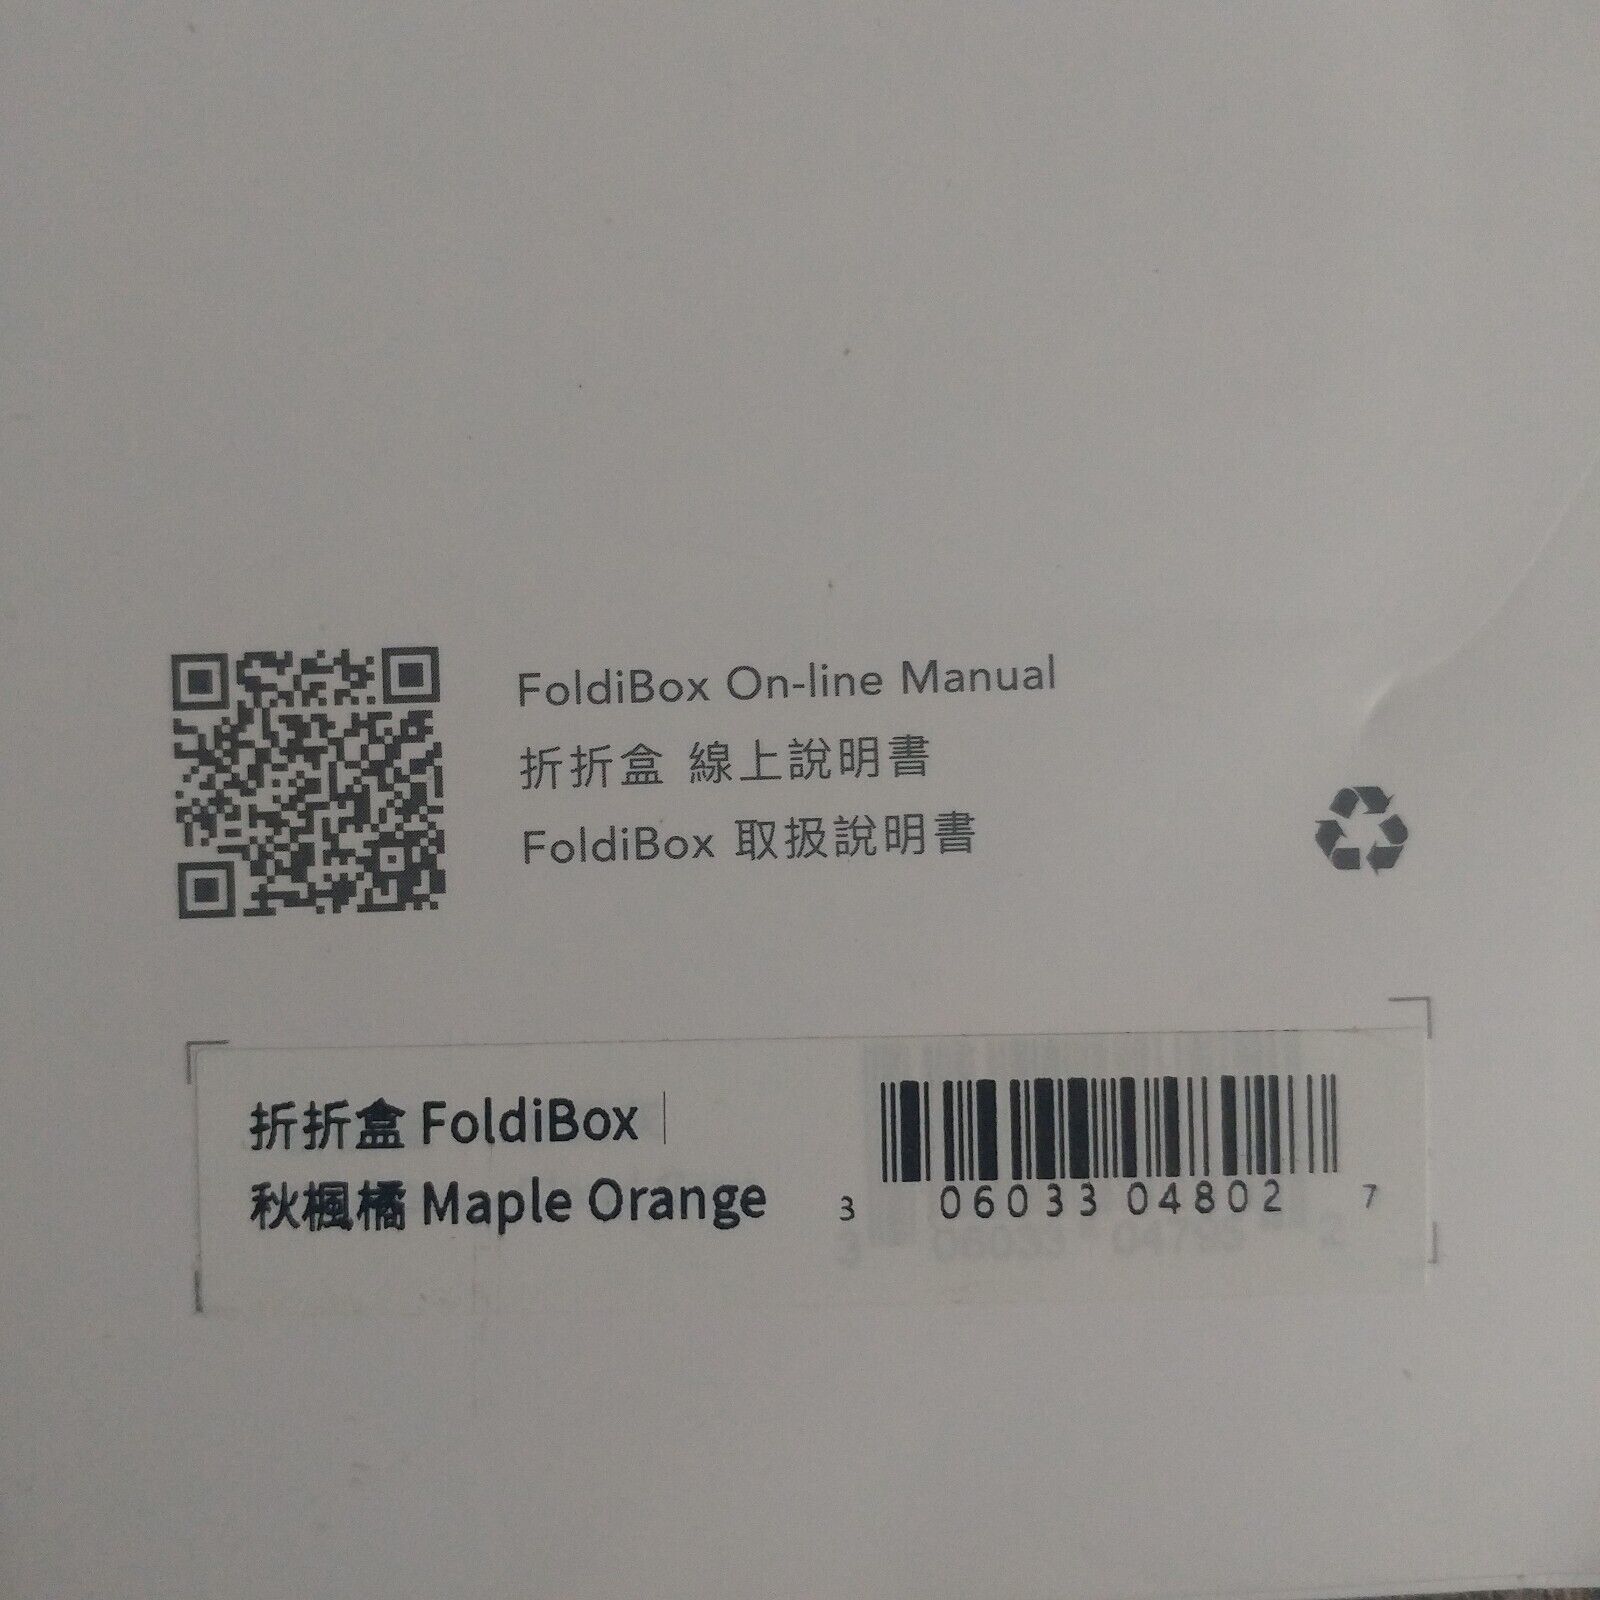 FoldiBox On-line Manual
折折盒 線上說明書
FoldiBox 取扱說明書
折折盒 FoldiBox |
秋楓橘 Maple Orange
3 06033 04802 7